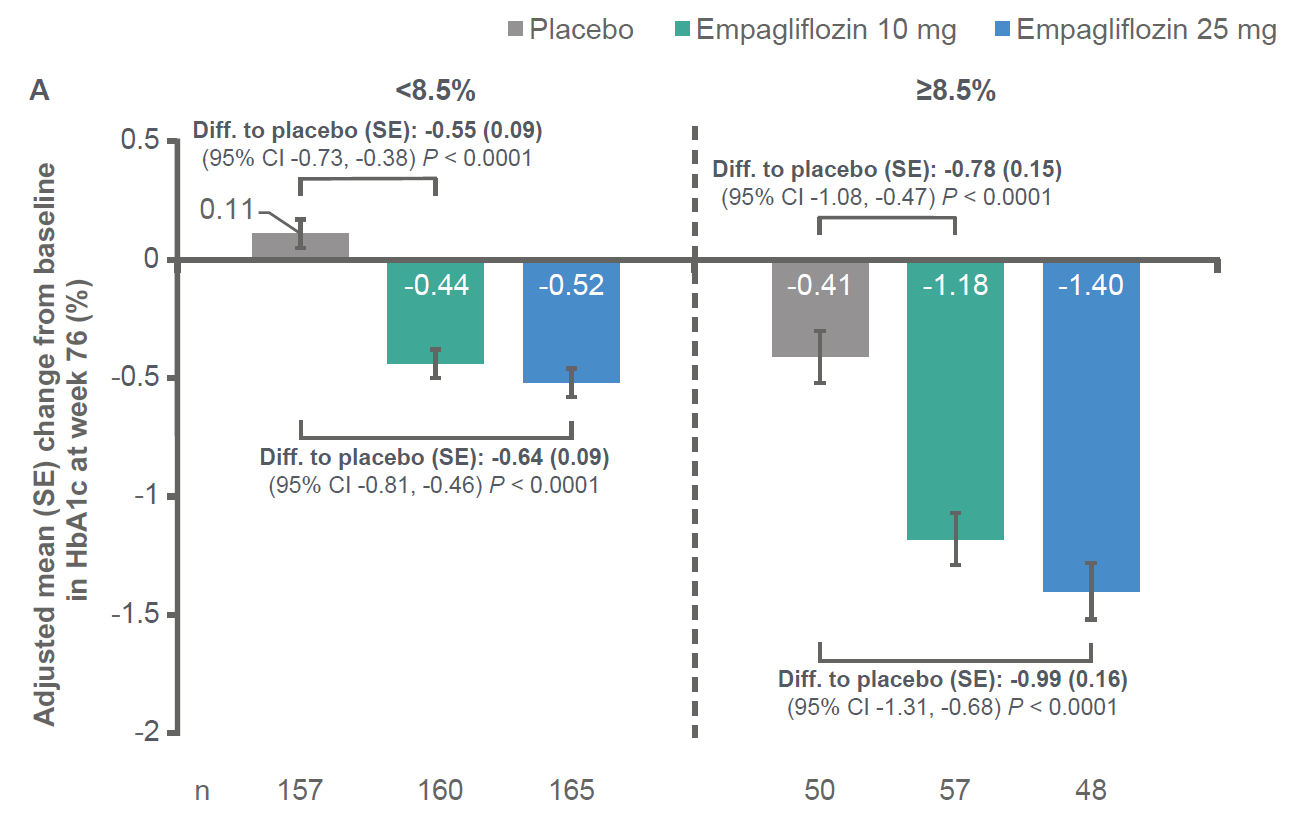 Placebo Empagliflozin 10 mg Empagliflozin 25 mg
A
<8.5%
≥8.5%
Adjusted mean (SE) change from baseline
in HbA1c at week 76 (%)
0.5
0
-0.5
-1
-1.5
-2
Diff. to placebo (SE): -0.55 (0.09)
(95% CI -0.73, -0.38) P < 0.0001
0.11
-0.44
-0.52
Diff. to placebo (SE): -0.64 (0.09)
(95% CI -0.81, -0.46) P < 0.0001
Diff. to placebo (SE): -0.78 (0.15)
(95% CI -1.08, -0.47) P < 0.0001
-0.41
-1.18
-1.40
Diff. to placebo (SE): -0.99 (0.16)
(95% CI -1.31, -0.68) P < 0.0001
n 157 160 165 50 57 48